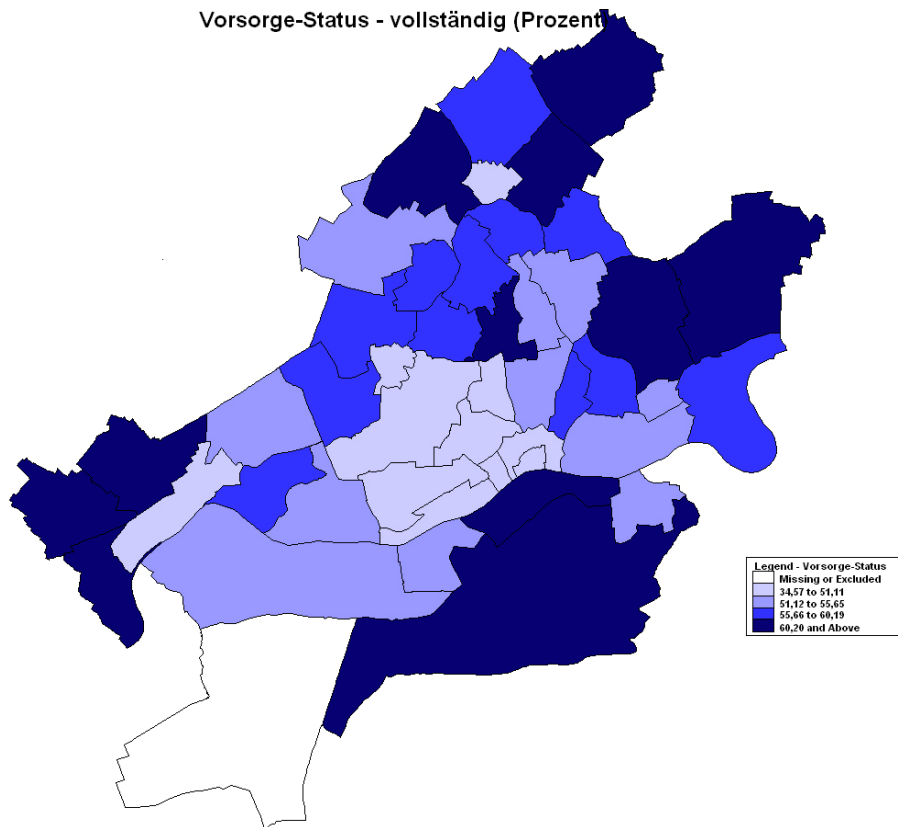 Vorsorge-Status - vollständig (Prozent
Legend - Vorsorge-Status
Missing or Excluded
34,57 to 51,11
51,12 to 55,65
55,66 to 60,19
60,20 and Above